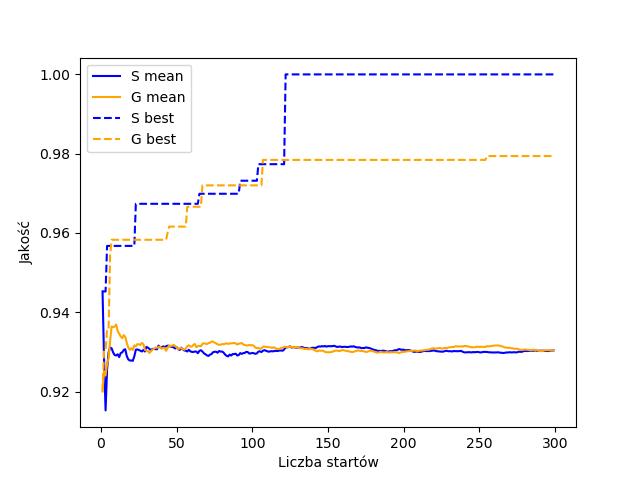 S mean
G mean
S best
G best
1.00
0.98
0.96
0.94
0.92
Jakość
0 50 100 150 200 250 300
Liczba startów